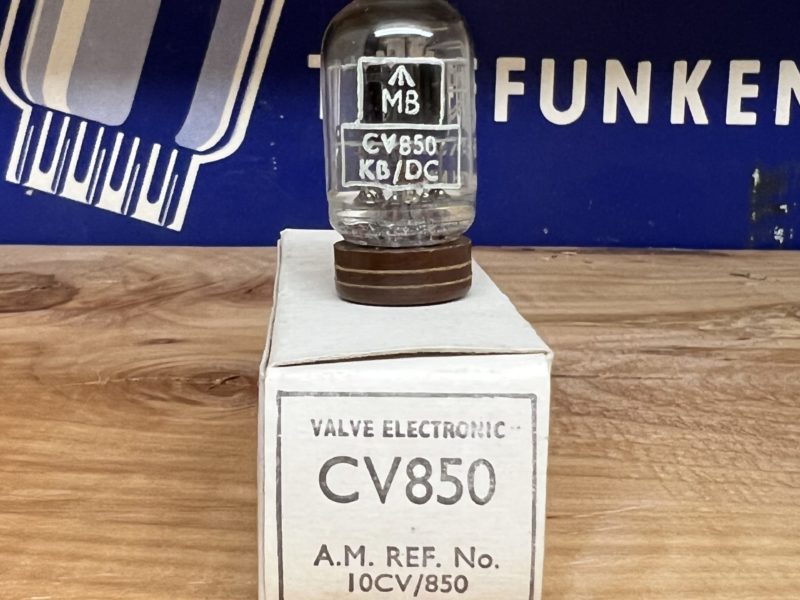 FUNKEN
MB
CV850
KB/DC
VALVE ELECTRONIC
CV850
A.M. REF. No.
10CV/850